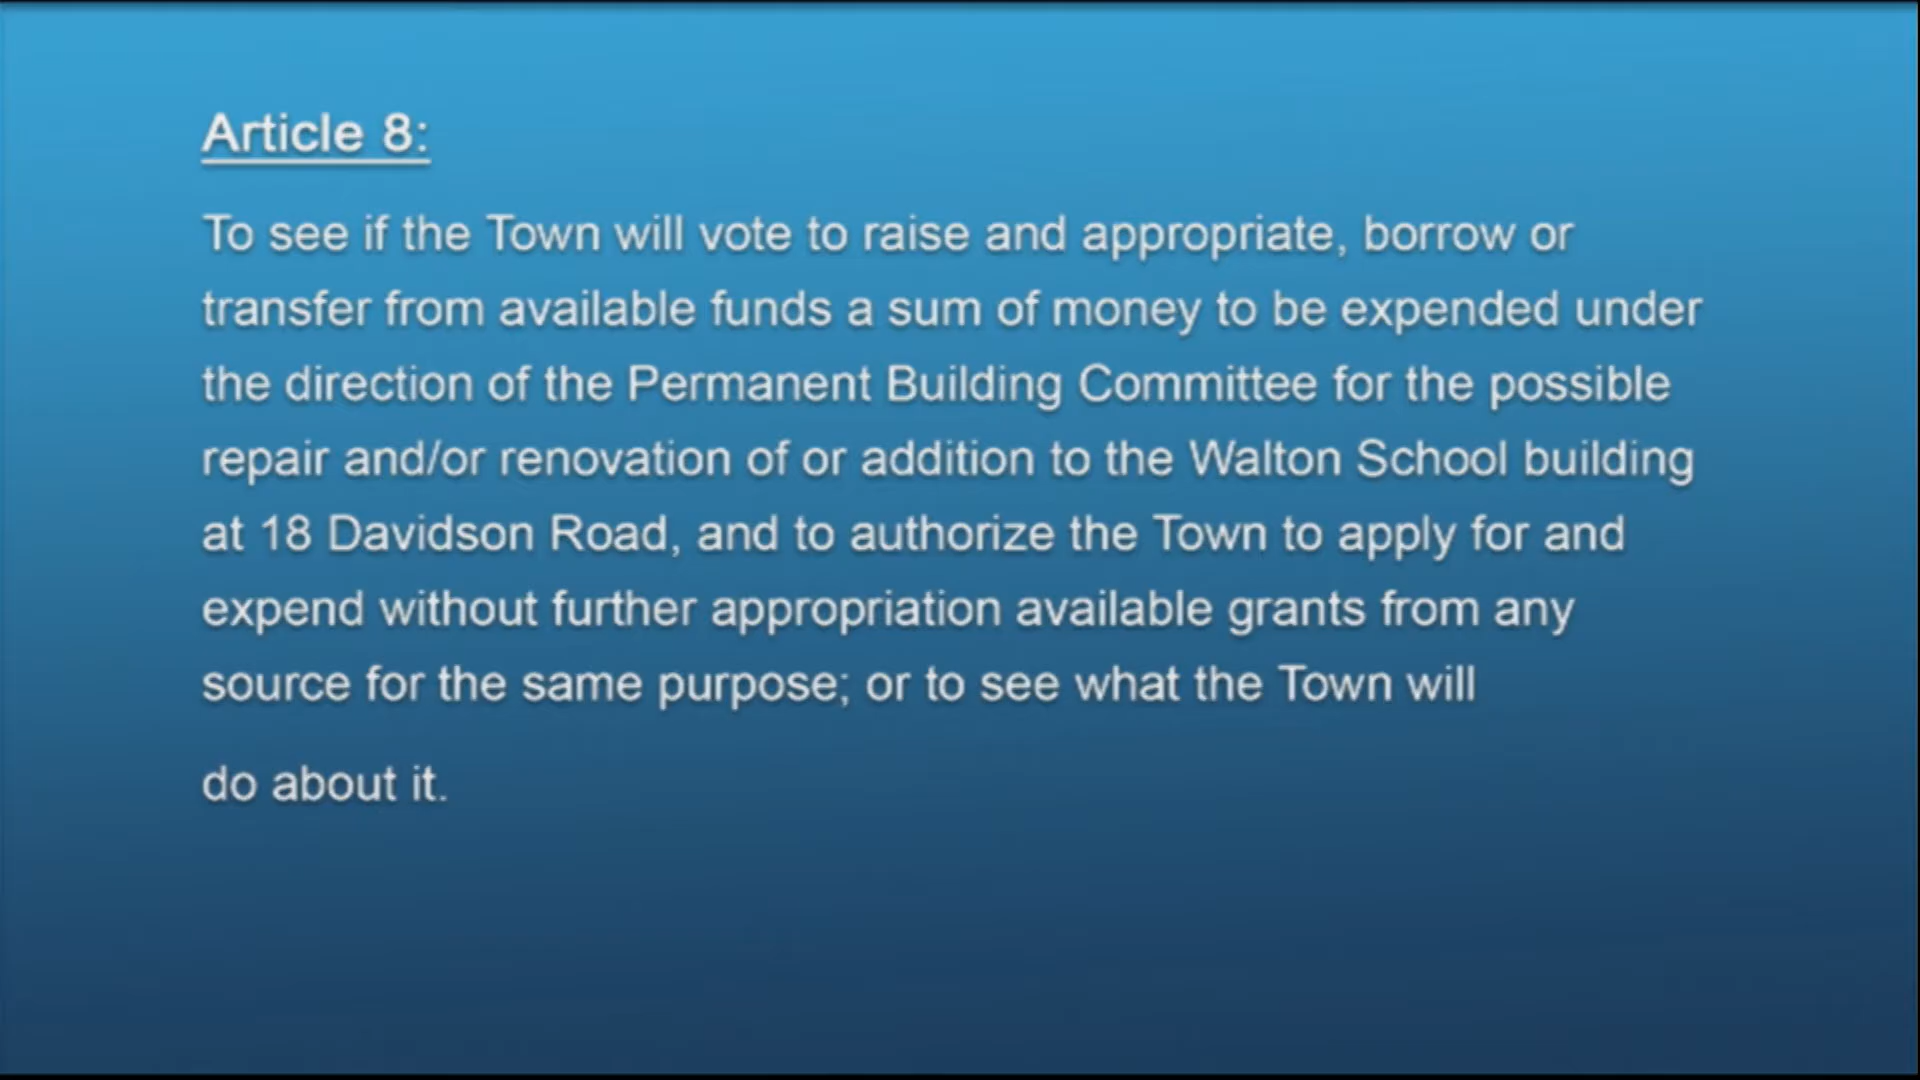 Article 8:
To see if the Town will vote to raise and appropriate, borrow or
transfer from available funds a sum of money to be expended under
the direction of the Permanent Building Committee for the possible
repair and/or renovation of or addition to the Walton School building
at 18 Davidson Road, and to authorize the Town to apply for and
expend without further appropriation available grants from any
source for the same purpose; or to see what the Town will
do about it.